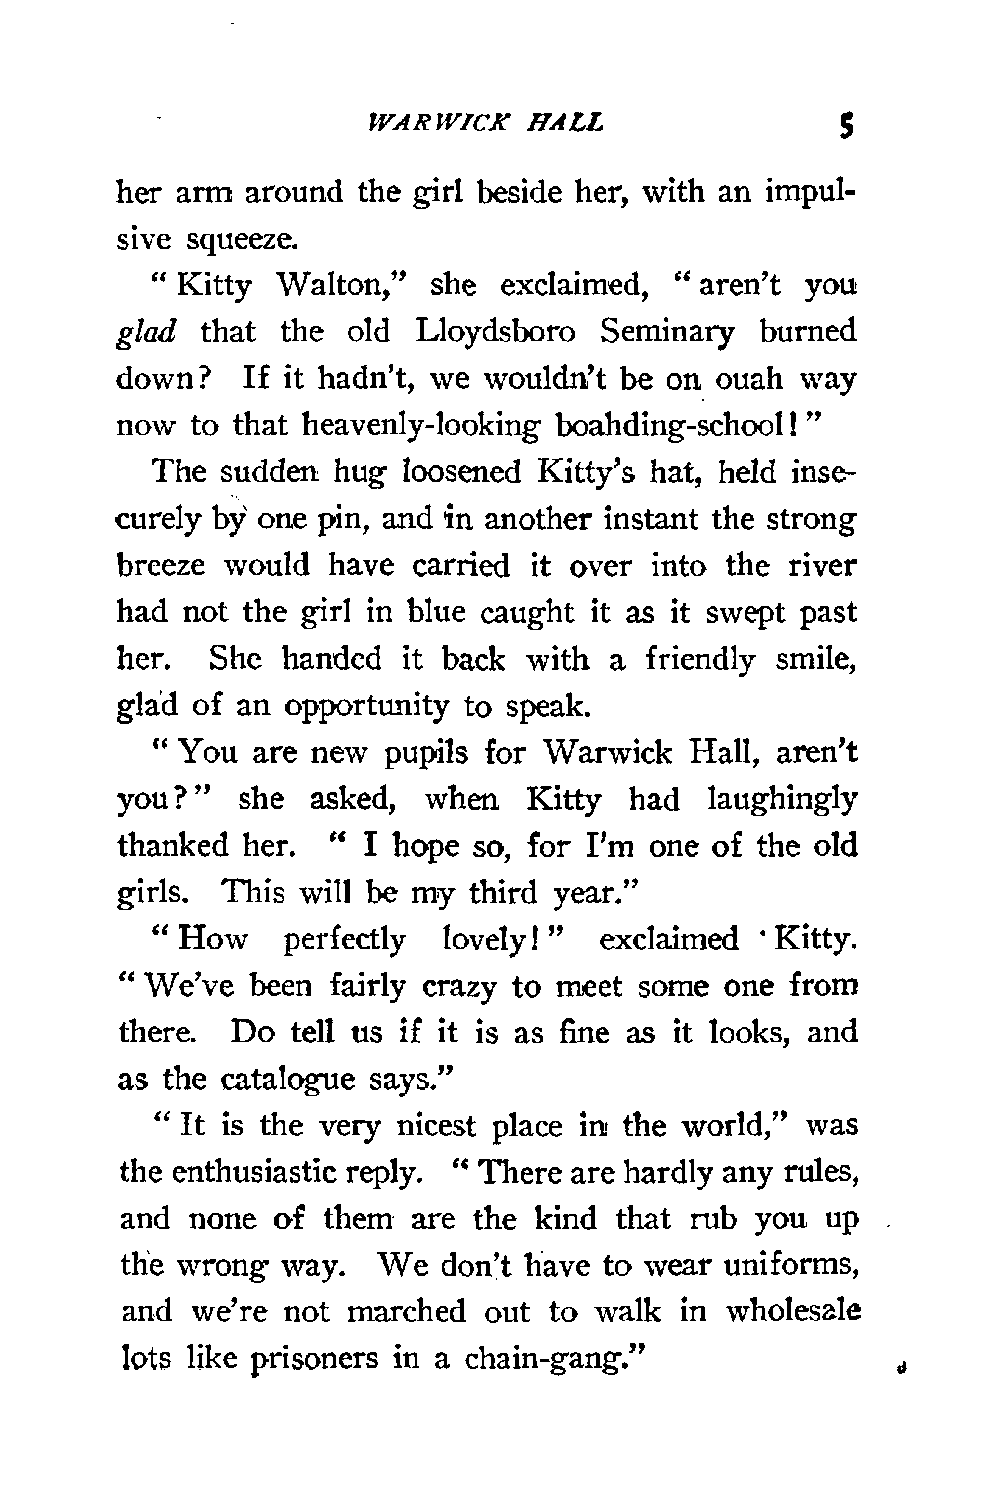 WARWICK HALL 5
her arm around the girl beside her, with an impul-
sive squeeze.
“ Kitty Walton,” she exclaimed, “ aren’t you
glad that the old Lloydsboro Seminary burned
down? If it hadn’t, we wouldn’t be on ouah way
now to that heavenly-looking boahding-school! ”
The sudden hug loosened Kitty’s hat, held inse-
curely by one pin, and in another instant the strong
breeze would have carried it over into the river
had not the girl in blue caught it as it swept past
her. She handed it back with a friendly smile,
glad of an opportunity to speak.
“ You are new pupils for Warwick Hall, aren’t
you? ” she asked, when Kitty had laughingly
thanked her. “ I hope so, for I’m one of the old
girls. This will be my third year.”
“ How perfectly lovely! ” exclaimed Kitty.
“ We’ve been fairly crazy to meet some one from
there. Do tell us if it is as fine as it looks, and
as the catalogue says.”
“ It is the very nicest place in the world,” was
the enthusiastic reply. “ There are hardly any rules,
and none of them are the kind that rub you up
the wrong way. We don’t have to wear uniforms,
and we’re not marched out to walk in wholesale
lots like prisoners in a chain-gang.”